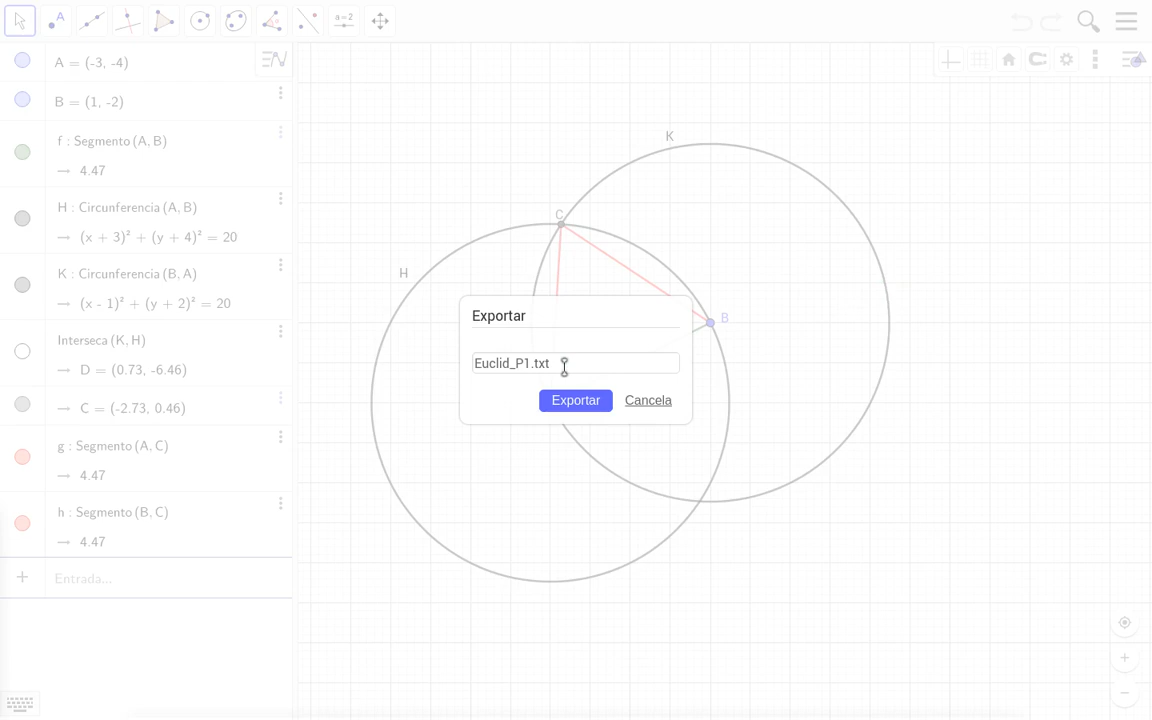 A
a=2
A = (-3, -4)
B = (1, -2)
f : Segmento (A, B)
→ 4.47
H : Circunferencia (A, B)
→ (x + 3)² + (y + 4)² = 20
K : Circunferencia (B, A)
→ (x - 1)² + (y + 2)² = 20
Interseca (K, H)
→ D = (0.73, -6.46)
→ C = (-2.73, 0.46)
g : Segmento (A, C)
→ 4.47
h : Segmento (B, C)
→ 4.47
+ Entrada...
K
C
H
B
Exportar
Euclid_P1.txt
Exportar Cancela